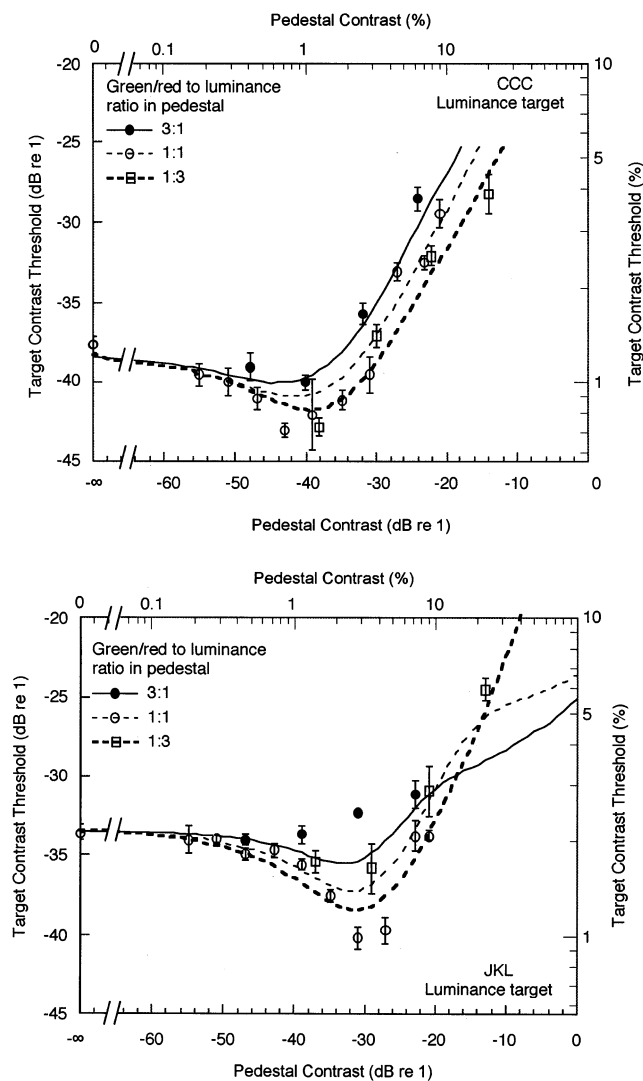 Pedestal Contrast (%)
0 0.1 1 10
-20 10
Green/red to luminance
ratio in pedestal
3:1
1:1
1:3
CCC
Luminance target
-25
-30
-35
-40
-45
5
1
Target Contrast Threshold (dB re 1)
Target Contrast Threshold (%)
-∞ -60 -50 -40 -30 -20 -10 0
Pedestal Contrast (dB re 1)
Pedestal Contrast (%)
0 0.1 1 10
-20 10
Green/red to luminance
ratio in pedestal
3:1
1:1
1:3
-25
-30
-35
-40
-45
5
1
Target Contrast Threshold (dB re 1)
Target Contrast Threshold (%)
JKL
Luminance target
-∞ -60 -50 -40 -30 -20 -10 0
Pedestal Contrast (dB re 1)